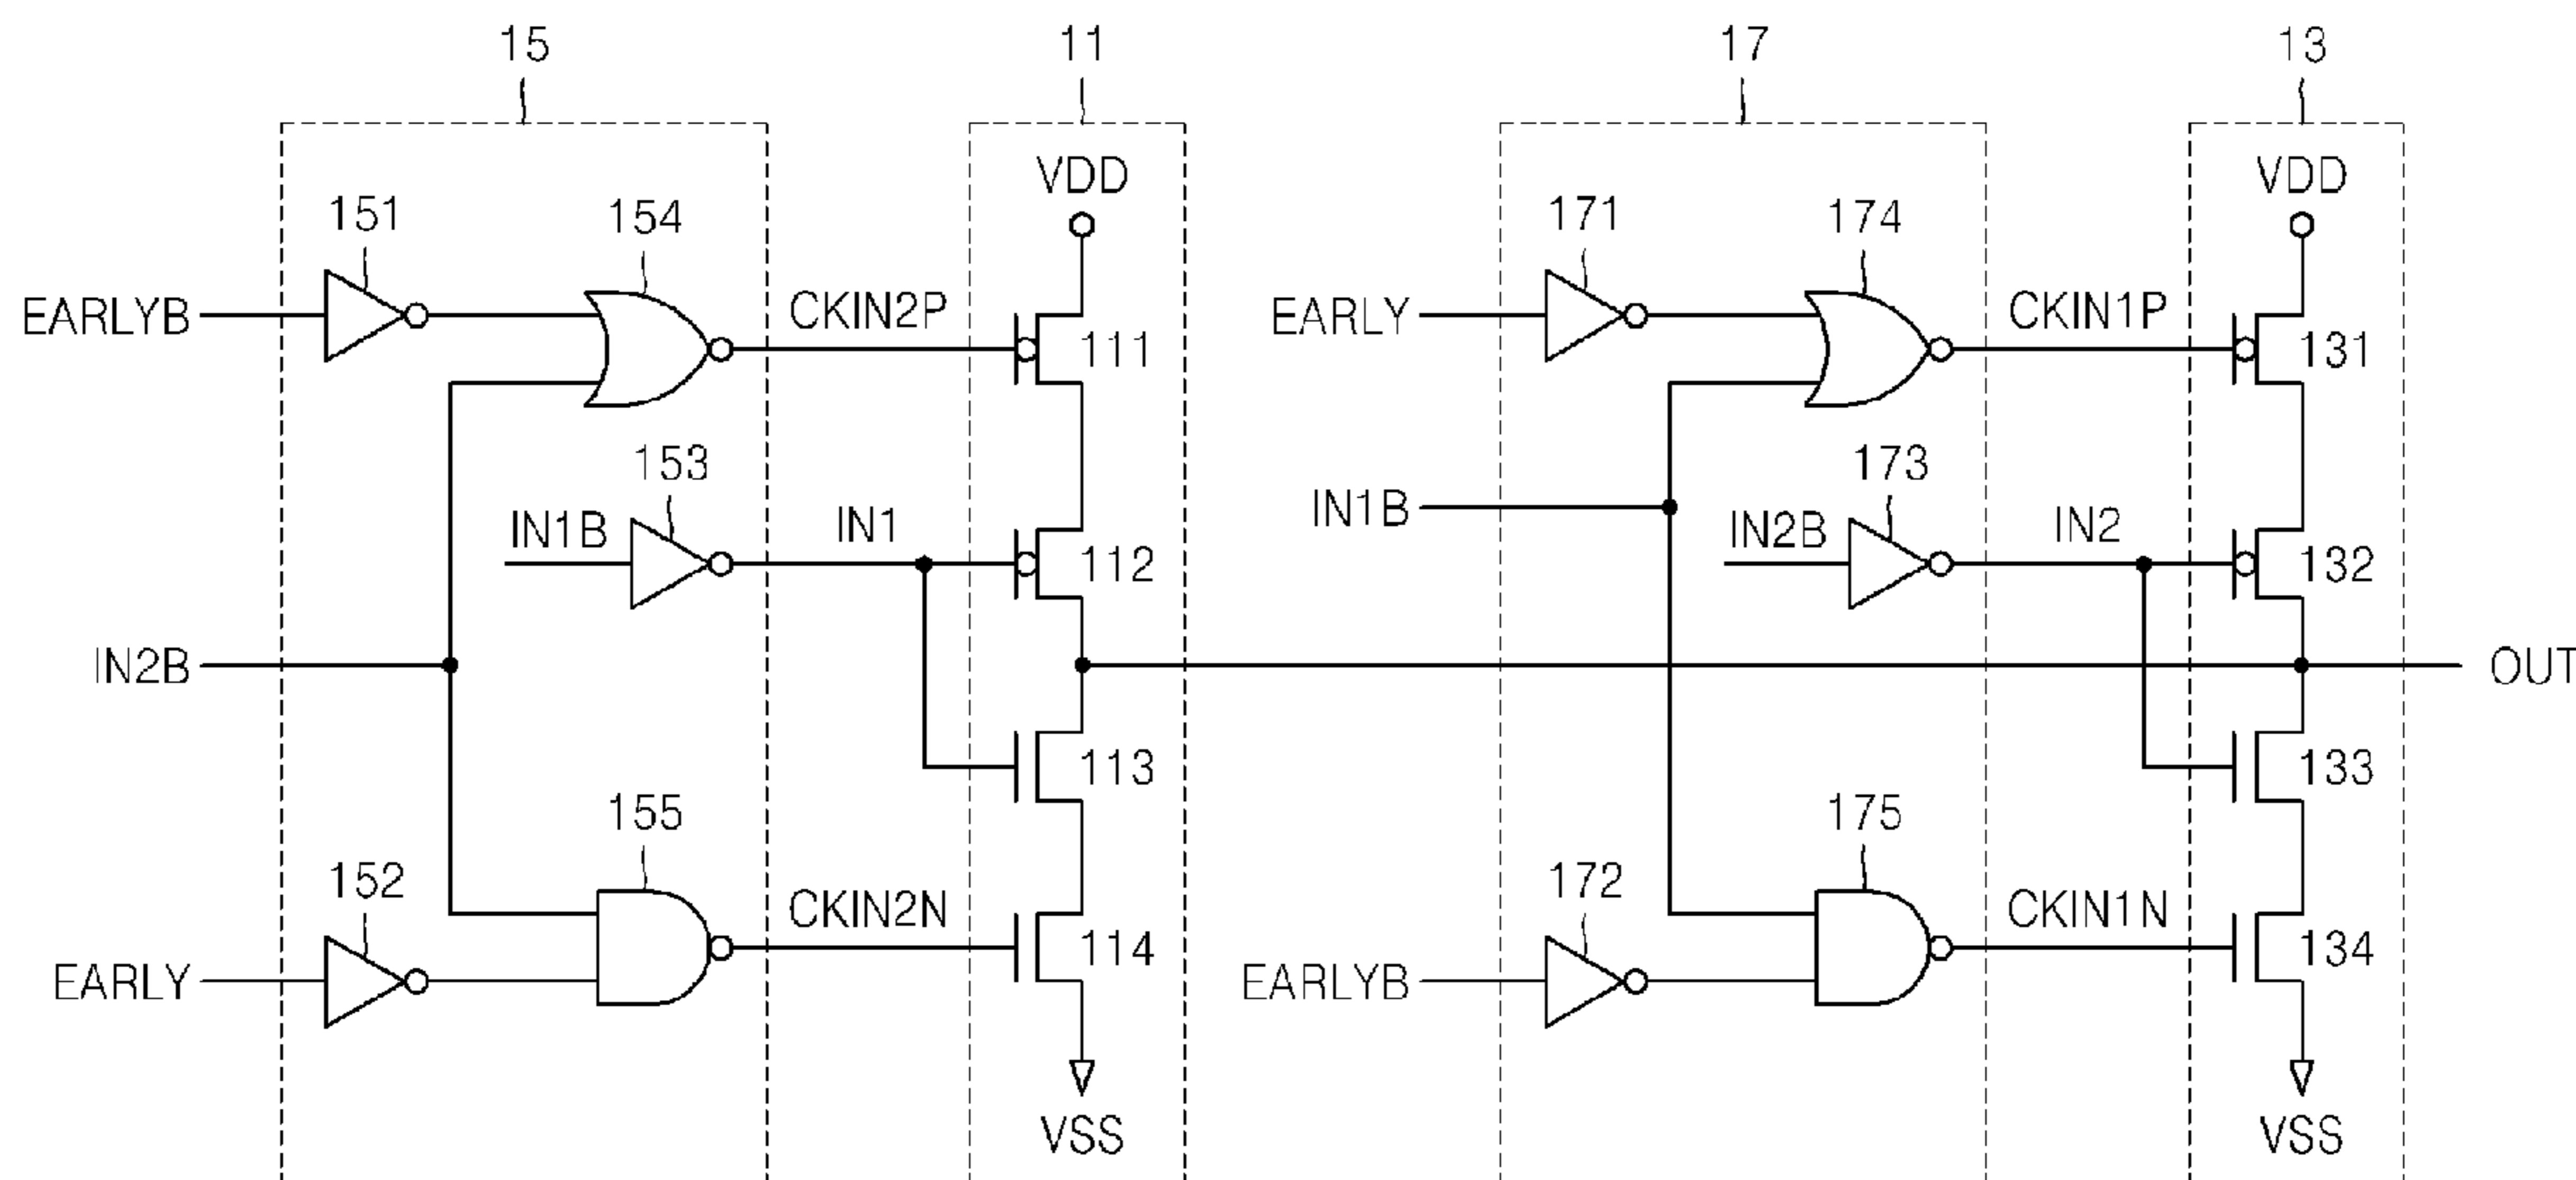 15
11
17
13
VDD
VDD
151
154
171
174
EARLYB
CKIN2P
111
EARLY
CKIN1P
131
153
173
IN1B
IN1
112
IN1B
IN2B
IN2
132
IN2B
OUT
113
133
155
175
152
CKIN2N
172
CKIN1N
EARLY
114
EARLYB
134
VSS
VSS